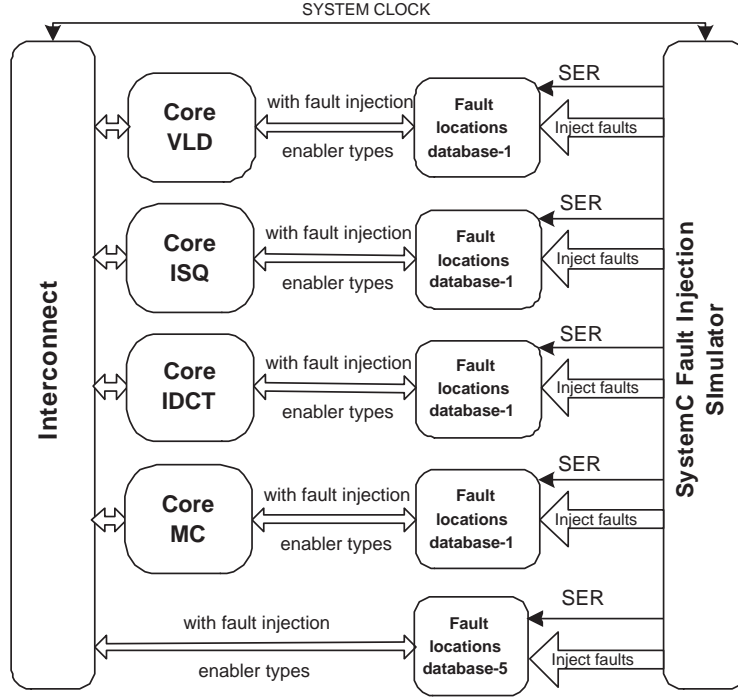 SYSTEM CLOCK
Interconnect
Core
VLD
with fault injection
enabler types
Fault
locations
database-1
SER
Inject faults
Core
ISQ
with fault injection
enabler types
Fault
locations
database-1
SER
Inject faults
Core
IDCT
with fault injection
enabler types
Fault
locations
database-1
SER
Inject faults
Core
MC
with fault injection
enabler types
Fault
locations
database-1
SER
Inject faults
with fault injection
enabler types
Fault
locations
database-5
SER
Inject faults
SystemC Fault Injection
SImulator